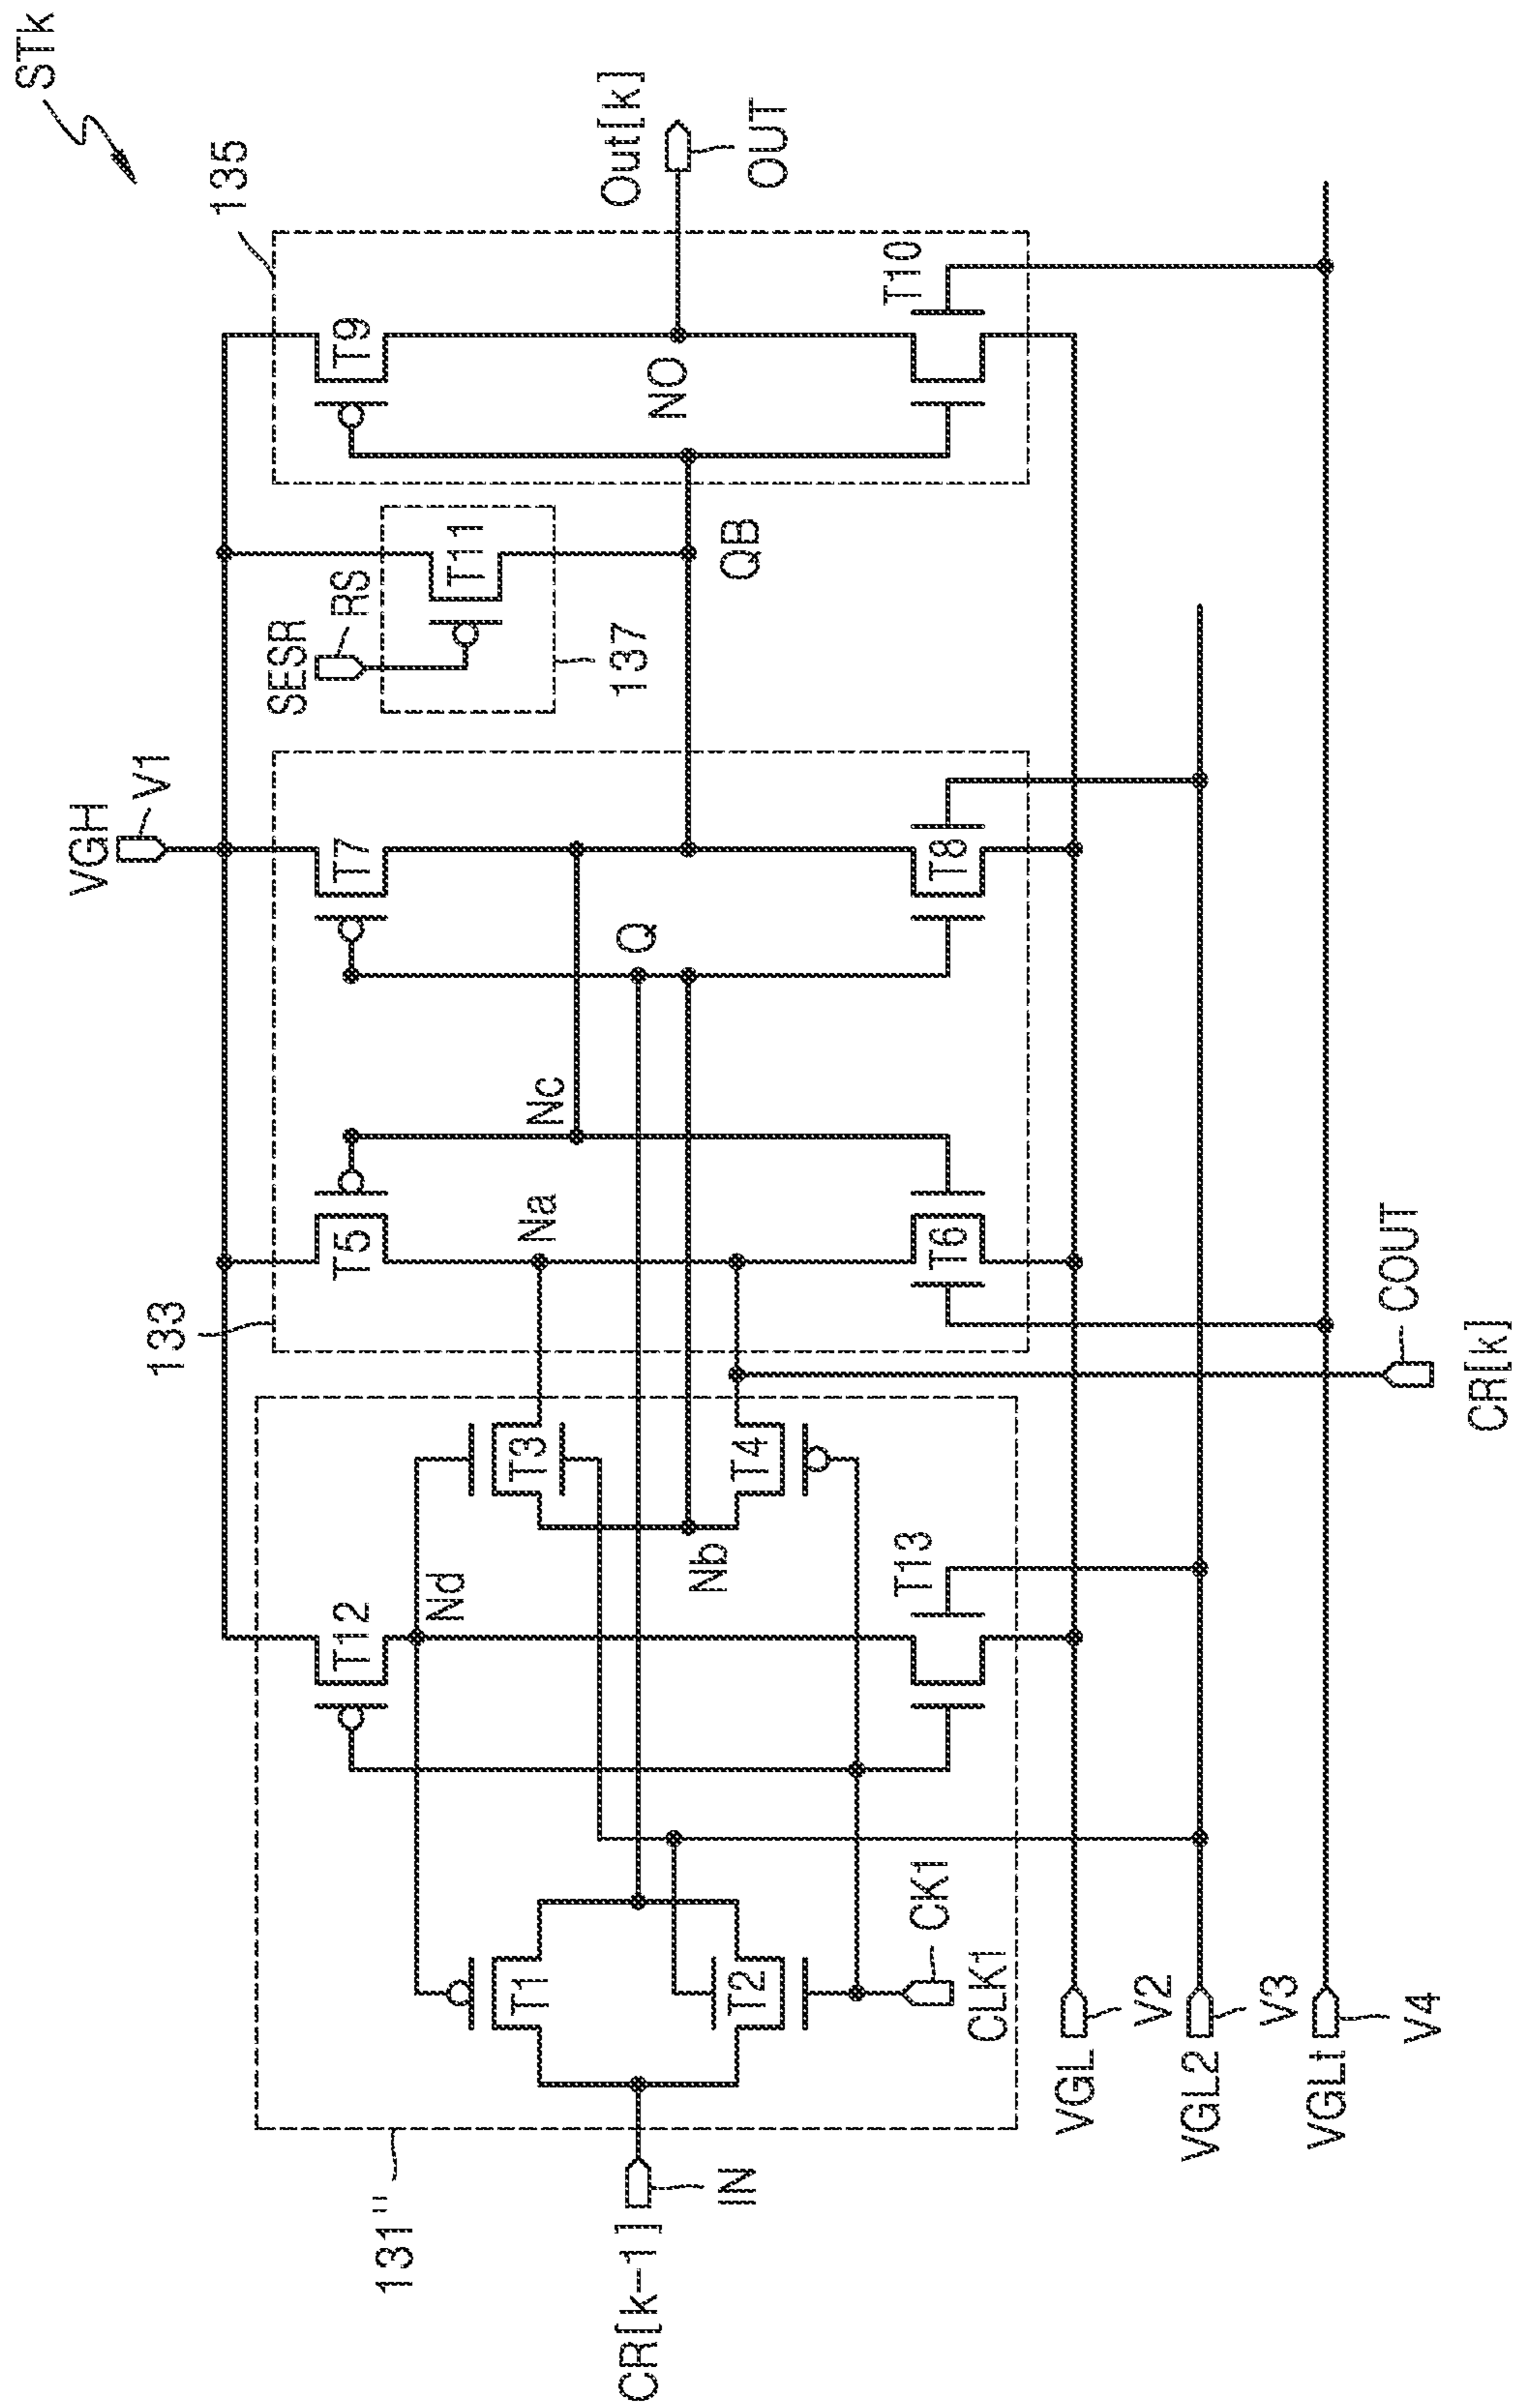 STk
135
Out[k]
OUT
T9
NO
T10
SESR
RS
T11
137
QB
VGH
V1
T7
Q
T8
133
Nc
T5
Na
T6
COUT
CR[k]
T3
T4
T12
Nd
Nb
T13
T1
T2
CK1
CLK1
131"
CR[k-1]
IN
VGL
V2
VGL2
V3
VGLt
V4